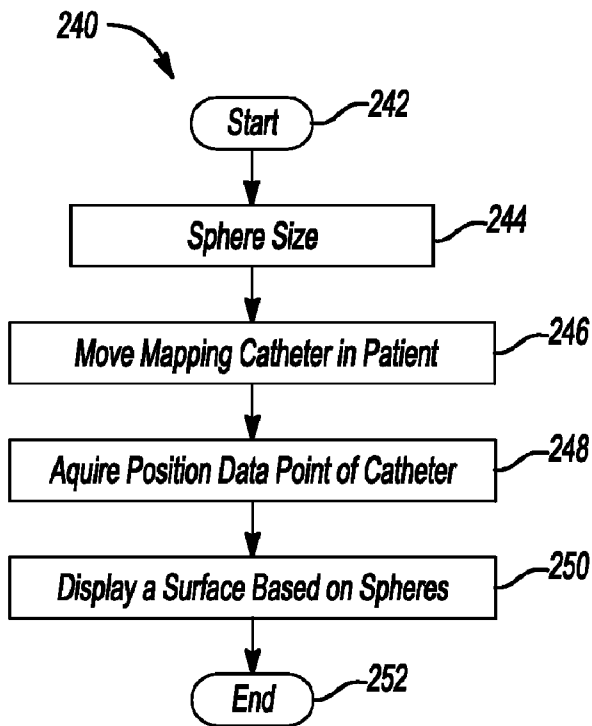 240
Start
242
Sphere Size
244
Move Mapping Catheter in Patient
246
Aquire Position Data Point of Catheter
248
Display a Surface Based on Spheres
250
End
252